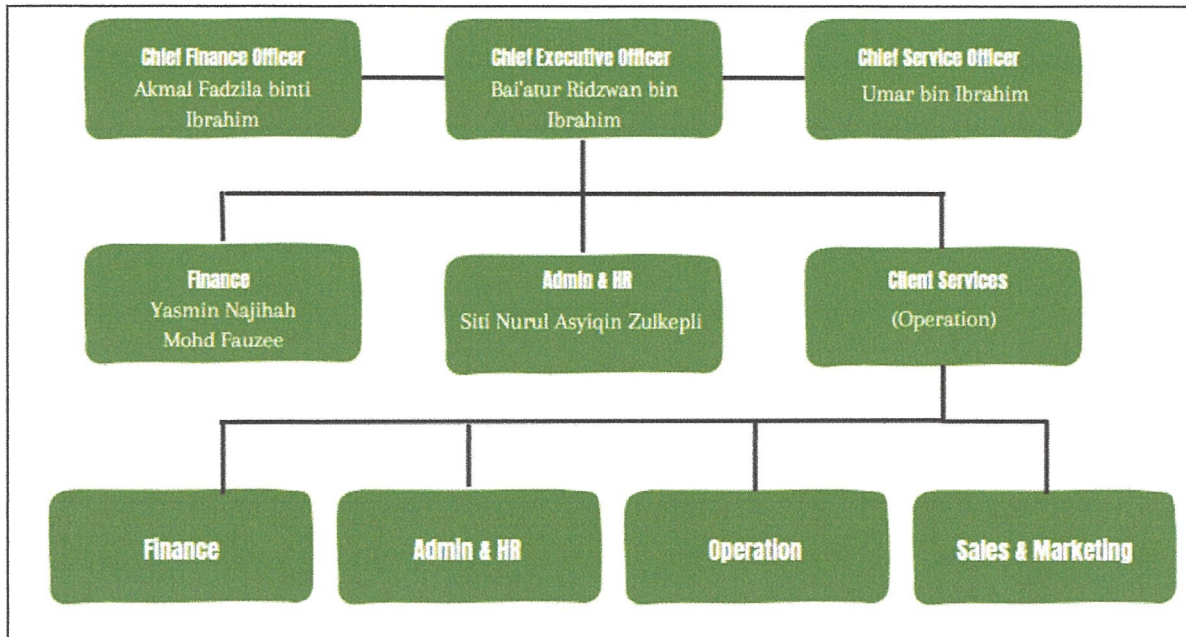 Chief Finance Officer
Akmal Fadzila binti
Ibrahim
Chief Executive Officer
Bai'atur Ridzwan bin
Ibrahim
Chief Service Officer
Umar bin Ibrahim
Finance
Yasmin Najihah
Mohd Fauzee
Admin & HR
Siti Nurul Asyiqin Zulkepli
Client Services
(Operation)
Finance
Admin & HR
Operation
Sales & Marketing